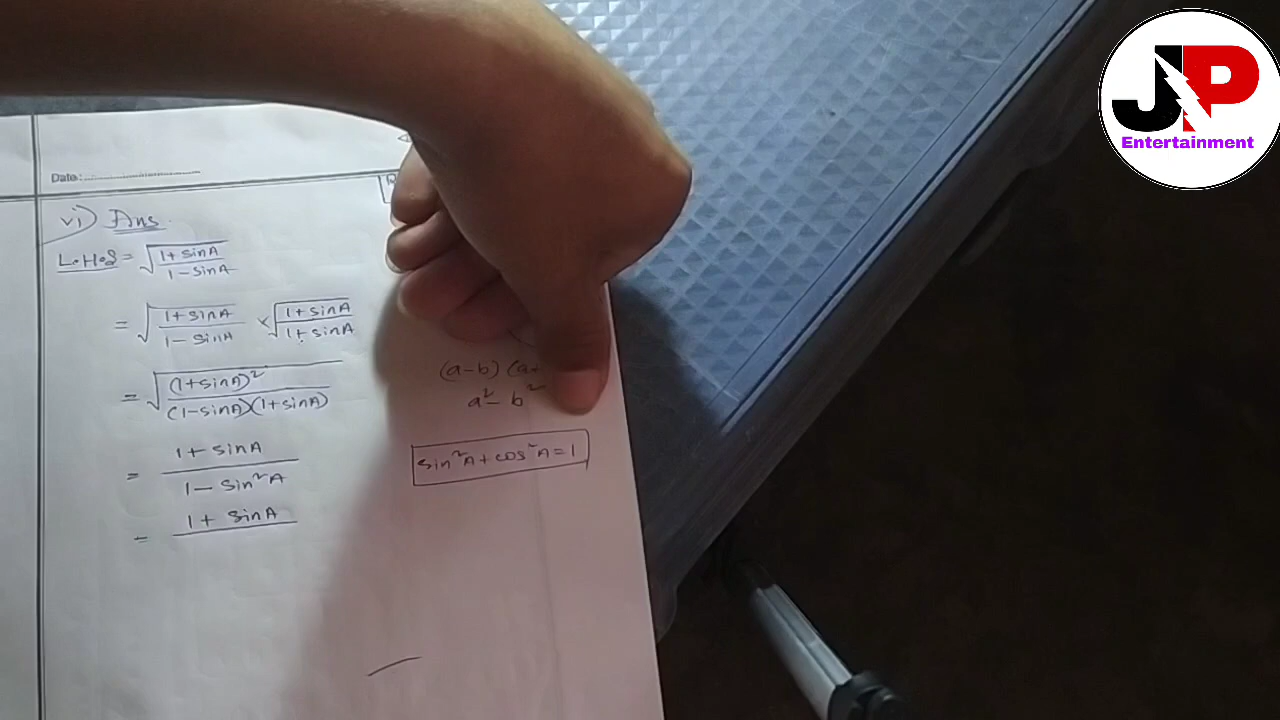 JP
Entertainment
Date:
vi) Ans.
L.H.S = √(1 + sinA / 1 - sinA)
= √(1 + sinA / 1 - sinA) × √(1 + sinA / 1 + sinA)
= √((1 + sinA)² / (1 - sinA)(1 + sinA))
= 1 + sinA / 1 - sin²A
= 1 + sinA
(a-b) (a+
a² - b²
sin²A + cos²A = 1